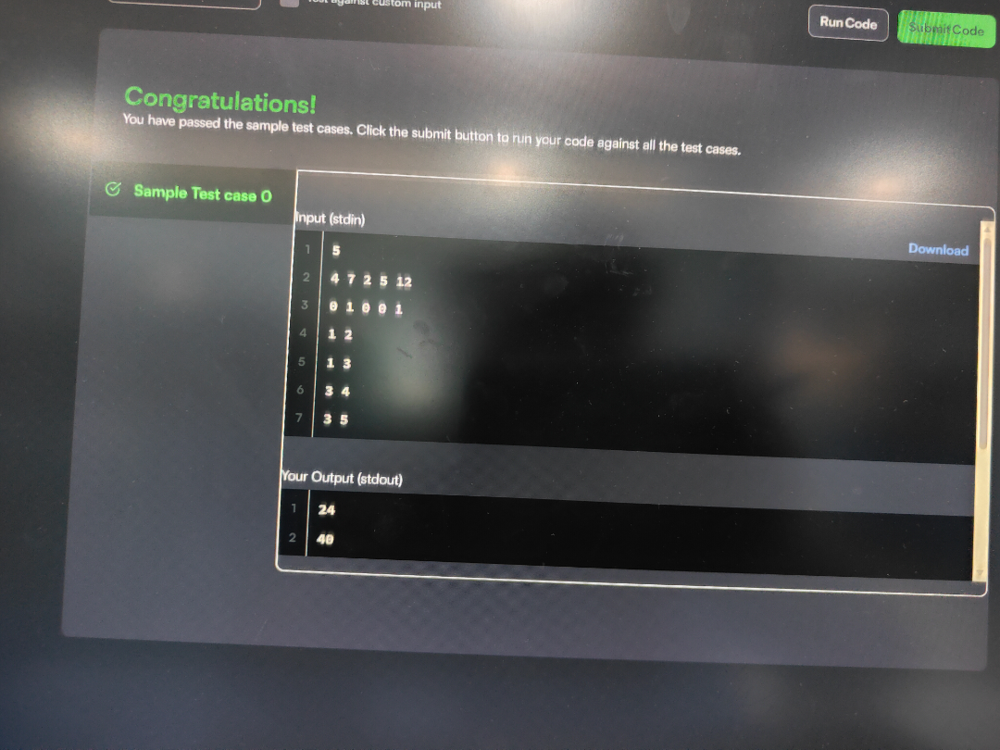 Test against custom input
Run Code
Submit Code
Congratulations!
You have passed the sample test cases. Click the submit button to run your code against all the test cases.
Sample Test case 0
Input (stdin)
Download
1 5
2 4 7 2 5 12
3 0 1 0 0 1
4 1 2
5 1 3
6 3 4
7 3 5
Your Output (stdout)
1 24
2 40